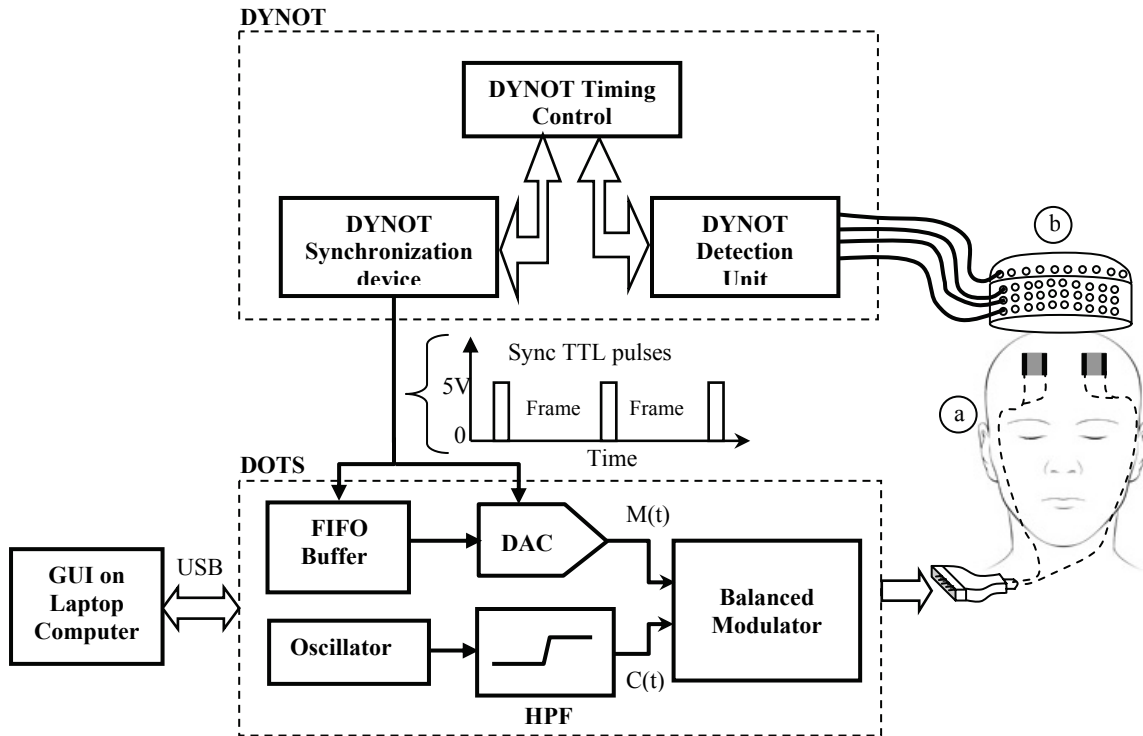 DYNOT
DYNOT Timing
Control
DYNOT
Synchronization
device
DYNOT
Detection
Unit
b
Sync TTL pulses
5V
Frame
Frame
0
Time
a
DOTS
FIFO
Buffer
DAC
M(t)
GUI on
Laptop
Computer
USB
Balanced
Modulator
Oscillator
C(t)
HPF